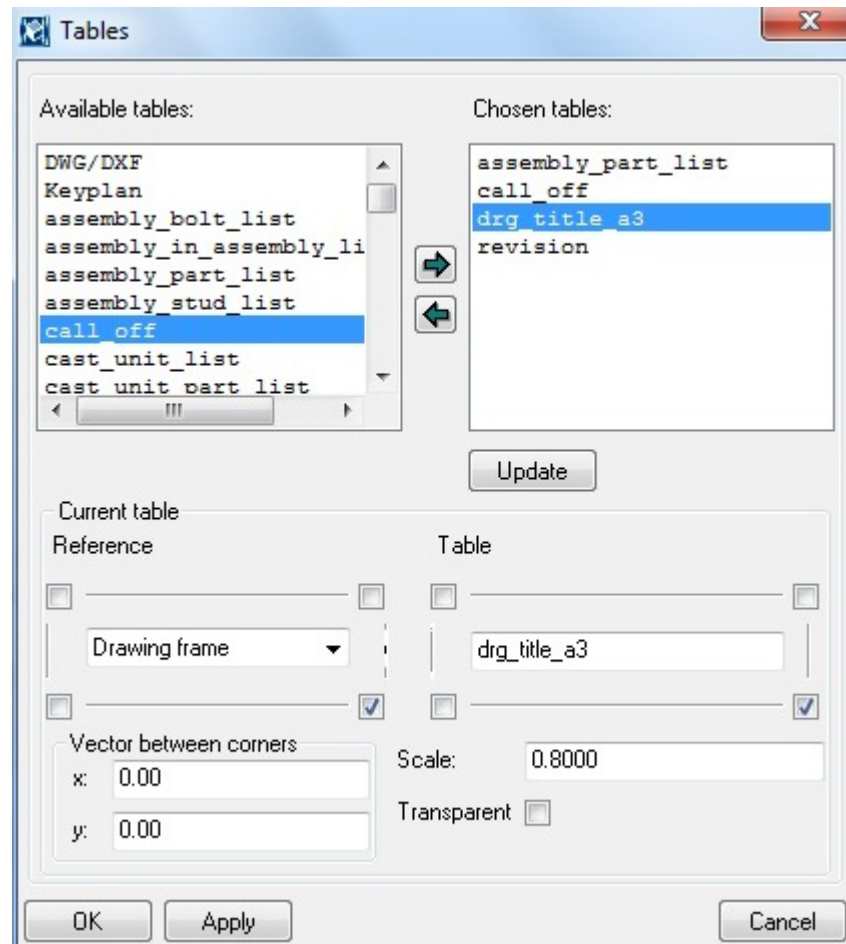 Tables
Available tables:
Chosen tables:
DWG/DXF
Keyplan
assembly_bolt_list
assembly_in_assembly_li
assembly_part_list
assembly_stud_list
call_off
cast_unit_list
cast_unit_part_list
assembly_part_list
call_off
drg_title_a3
revision
Update
Current table
Reference
Table
Drawing frame
drg_title_a3
Vector between corners
x: 0.00
y: 0.00
Scale: 0.8000
Transparent
OK
Apply
Cancel